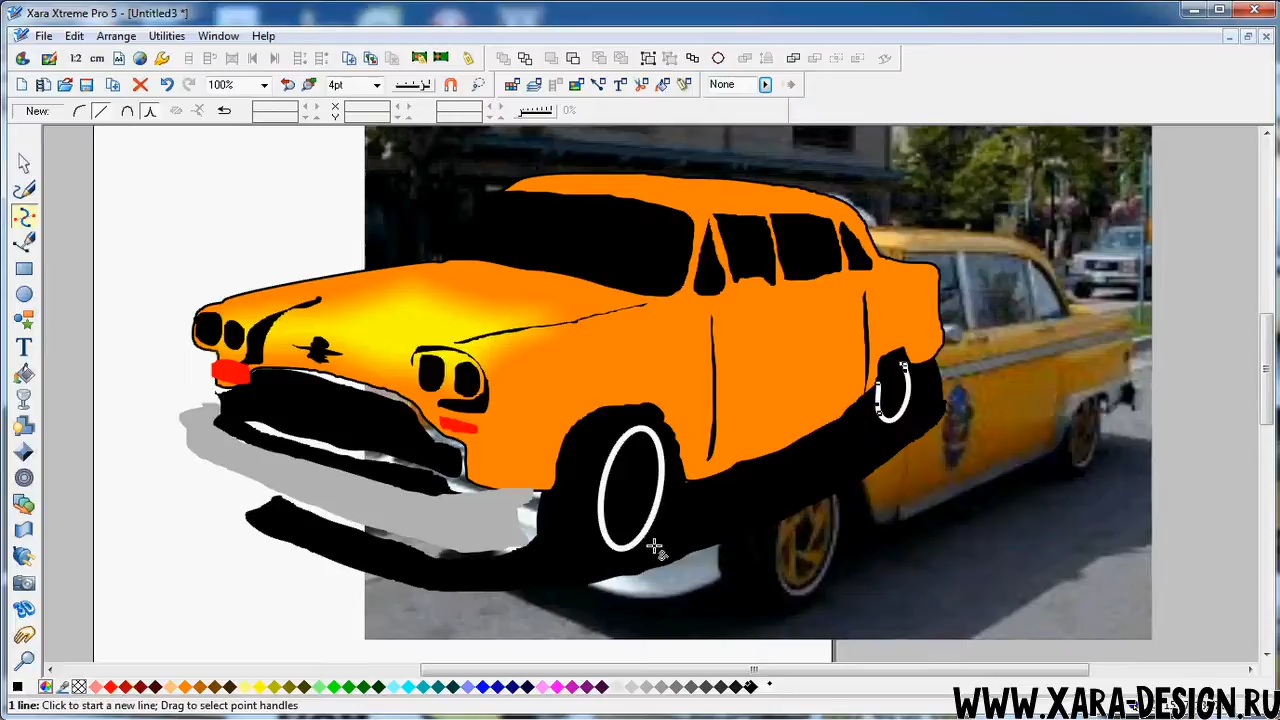 Xara Xtreme Pro 5 - [Untitled3 *]
File Edit Arrange Utilities Window Help
1:2 cm
100% 4pt None
New: X Y 0%
1 line: Click to start a new line; Drag to select point handles
WWW.XARA-DESIGN.RU